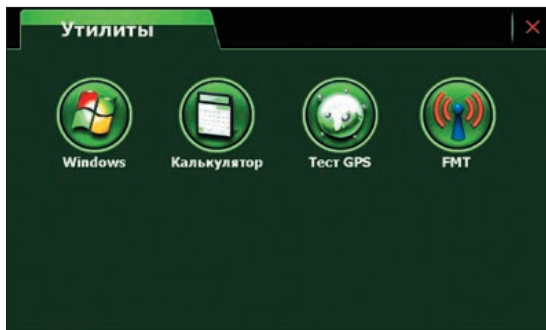 Утилиты
Windows
Калькулятор
Тест GPS
FMT